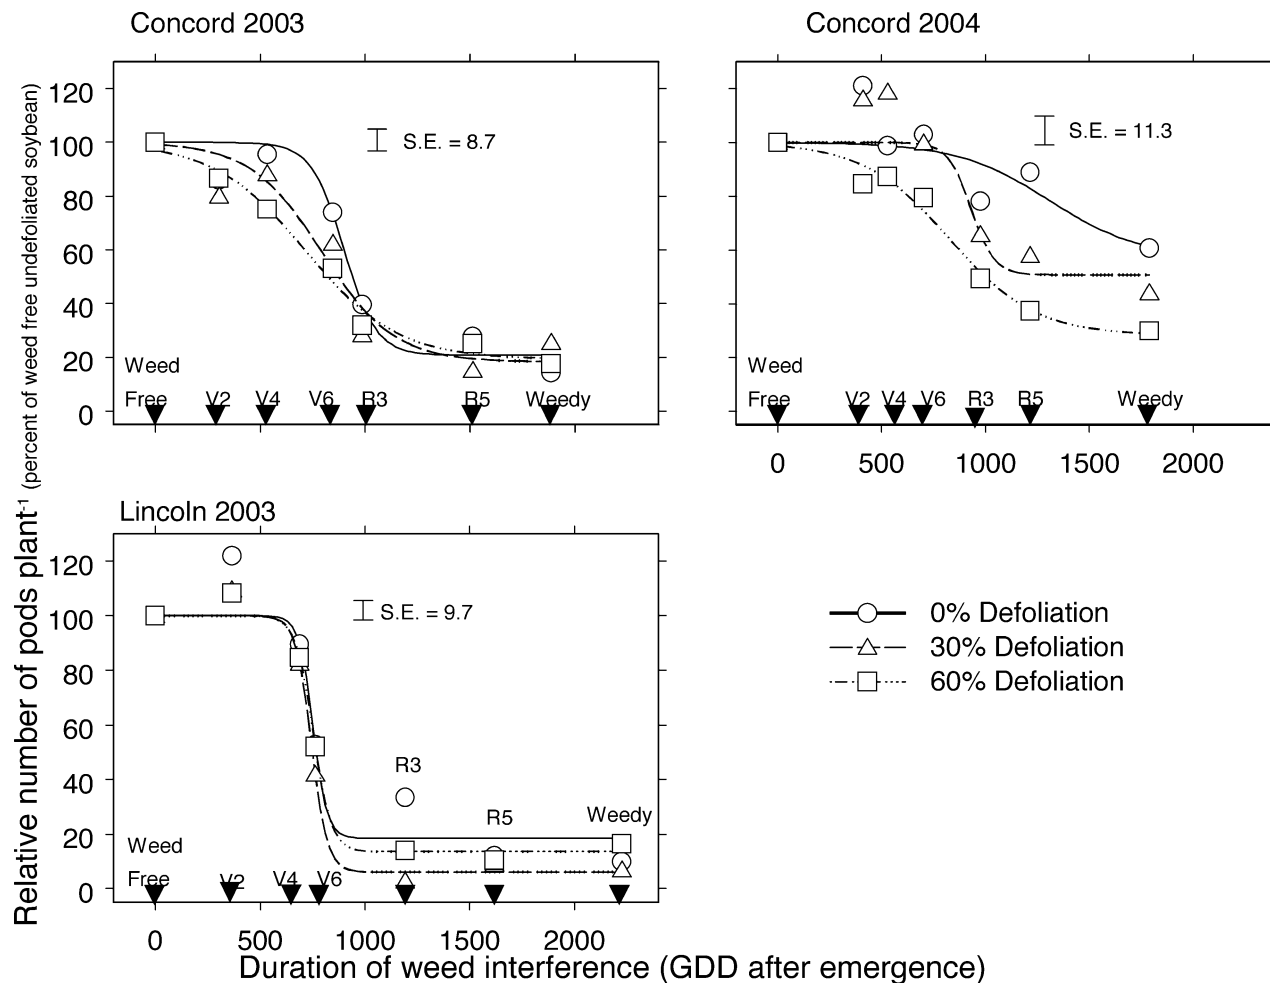 Concord 2003
Concord 2004
Relative number of pods plant-1 (percent of weed free undefoliated soybean)
120
100
80
60
40
20
0
S.E. = 8.7
Weed
Free V2 V4 V6 R3 R5 Weedy
S.E. = 11.3
Weed
Free V2 V4 V6 R3 R5 Weedy
0 500 1000 1500 2000
Lincoln 2003
120
100
80
60
40
20
0
S.E. = 9.7
R3
R5
Weedy
Weed
Free V2 V4 V6
0 500 1000 1500 2000
Duration of weed interference (GDD after emergence)
0% Defoliation
30% Defoliation
60% Defoliation